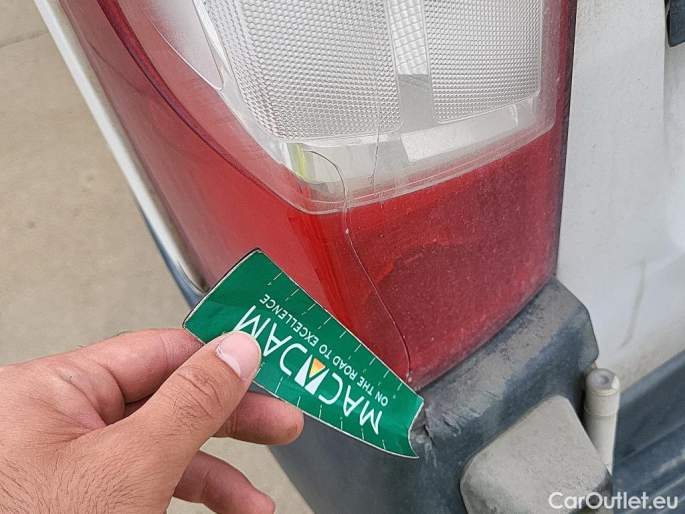 MACADAM
ON THE ROAD TO EXCELLENCE
CarOutlet.eu